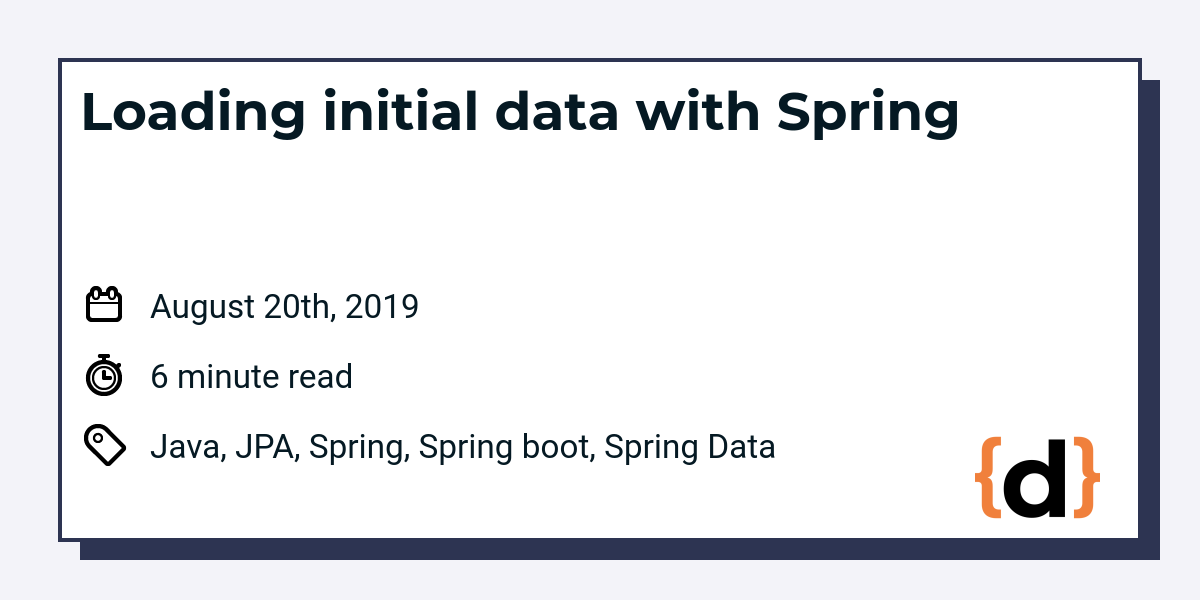 Loading initial data with Spring
August 20th, 2019
6 minute read
Java, JPA, Spring, Spring boot, Spring Data
{d}